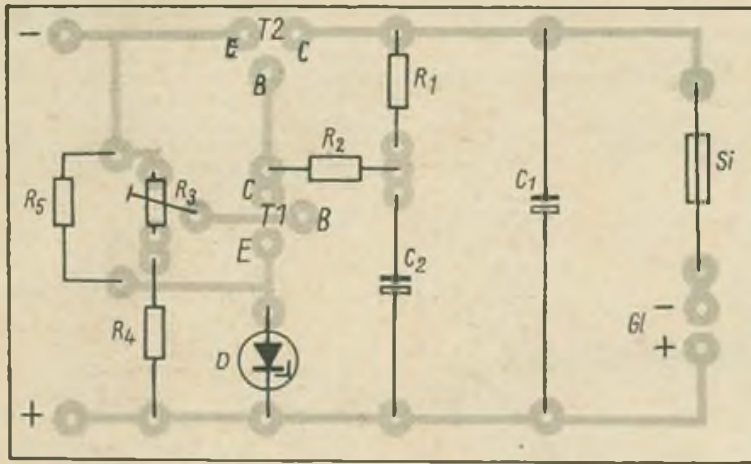 - T2
E C
B R1
R2
Si
R5 R3 C1
C
T1 B
E
C2
- Gl
R4 +
D
+